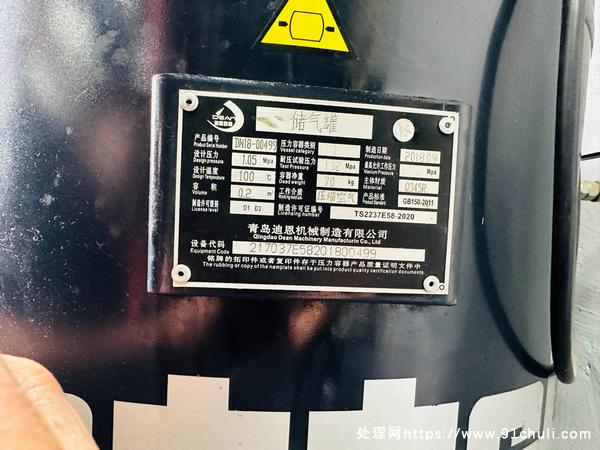 DEAN
储气罐
产品编号 DN18-00499 压力容器类别 制造日期 2018.09
Product Serial Number Vessel category Production date
设计压力 1.05 Mpa 耐压试验压力 1.32 Mpa 最高允许工作压力 Mpa
Design pressure Test Pressure Maxium Pressure
设计温度 100 ℃ 容器净重 70 kg 主体材质 Q345R
Design Temperature Dead weight Material
容积 0.2 m 工作介质 压缩空气 产品标准 GB150-2011
Volume Product Standard
制造许可级别 D1 D2 制造许可证编号 TS2237E58-2020
License level Licensing number
青岛迪恩机械制造有限公司
Qingdao Dean Machinery Manufacturin Co., Ltd
设备代码 217037E58201800499
Equipment Code
铭牌的拓印件或者复印件存于压力容器产品质量证明文件中
The rubbing or copy of the namplate shall be put into product quality certifcation documents
处理网https://www.91chuli.com/